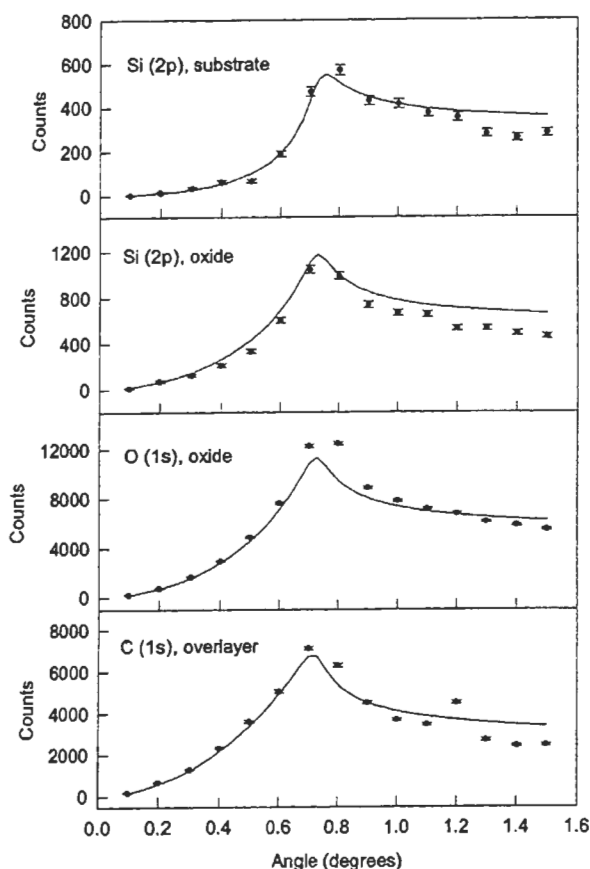 800
600
400
200
0
Counts
Si (2p), substrate
1200
800
400
0
Counts
Si (2p), oxide
12000
8000
4000
0
Counts
O (1s), oxide
8000
6000
4000
2000
0
Counts
C (1s), overlayer
0.0 0.2 0.4 0.6 0.8 1.0 1.2 1.4 1.6
Angle (degrees)